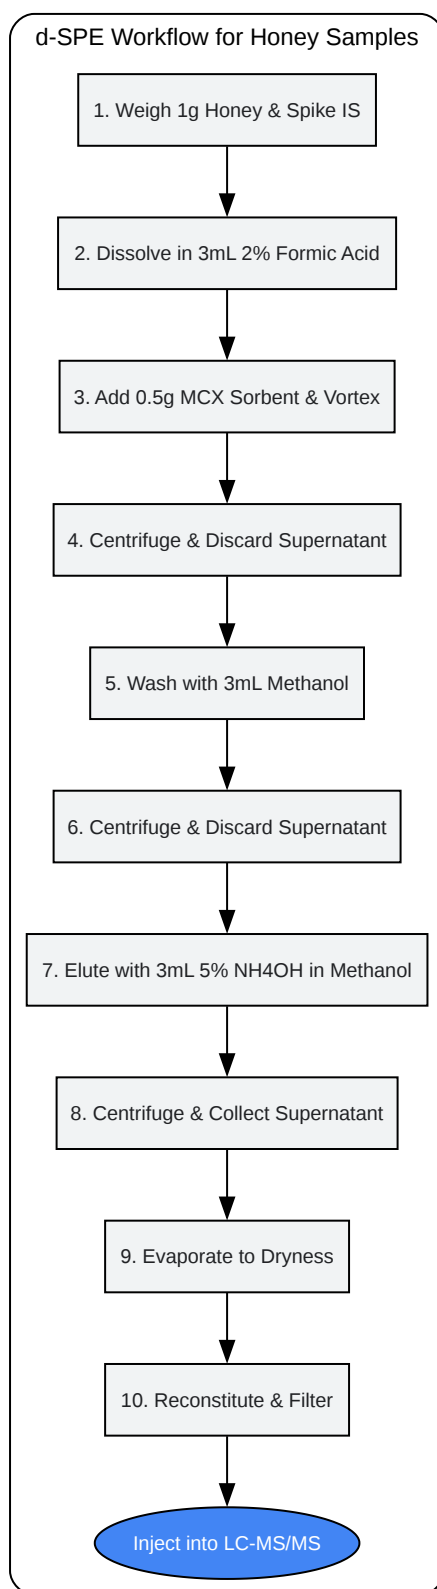 d-SPE Workflow for Honey Samples
1. Weigh 1g Honey & Spike IS
2. Dissolve in 3mL 2% Formic Acid
3. Add 0.5g MCX Sorbent & Vortex
4. Centrifuge & Discard Supernatant
5. Wash with 3mL Methanol
6. Centrifuge & Discard Supernatant
7. Elute with 3mL 5% NH4OH in Methanol
8. Centrifuge & Collect Supernatant
9. Evaporate to Dryness
10. Reconstitute & Filter
Inject into LC-MS/MS